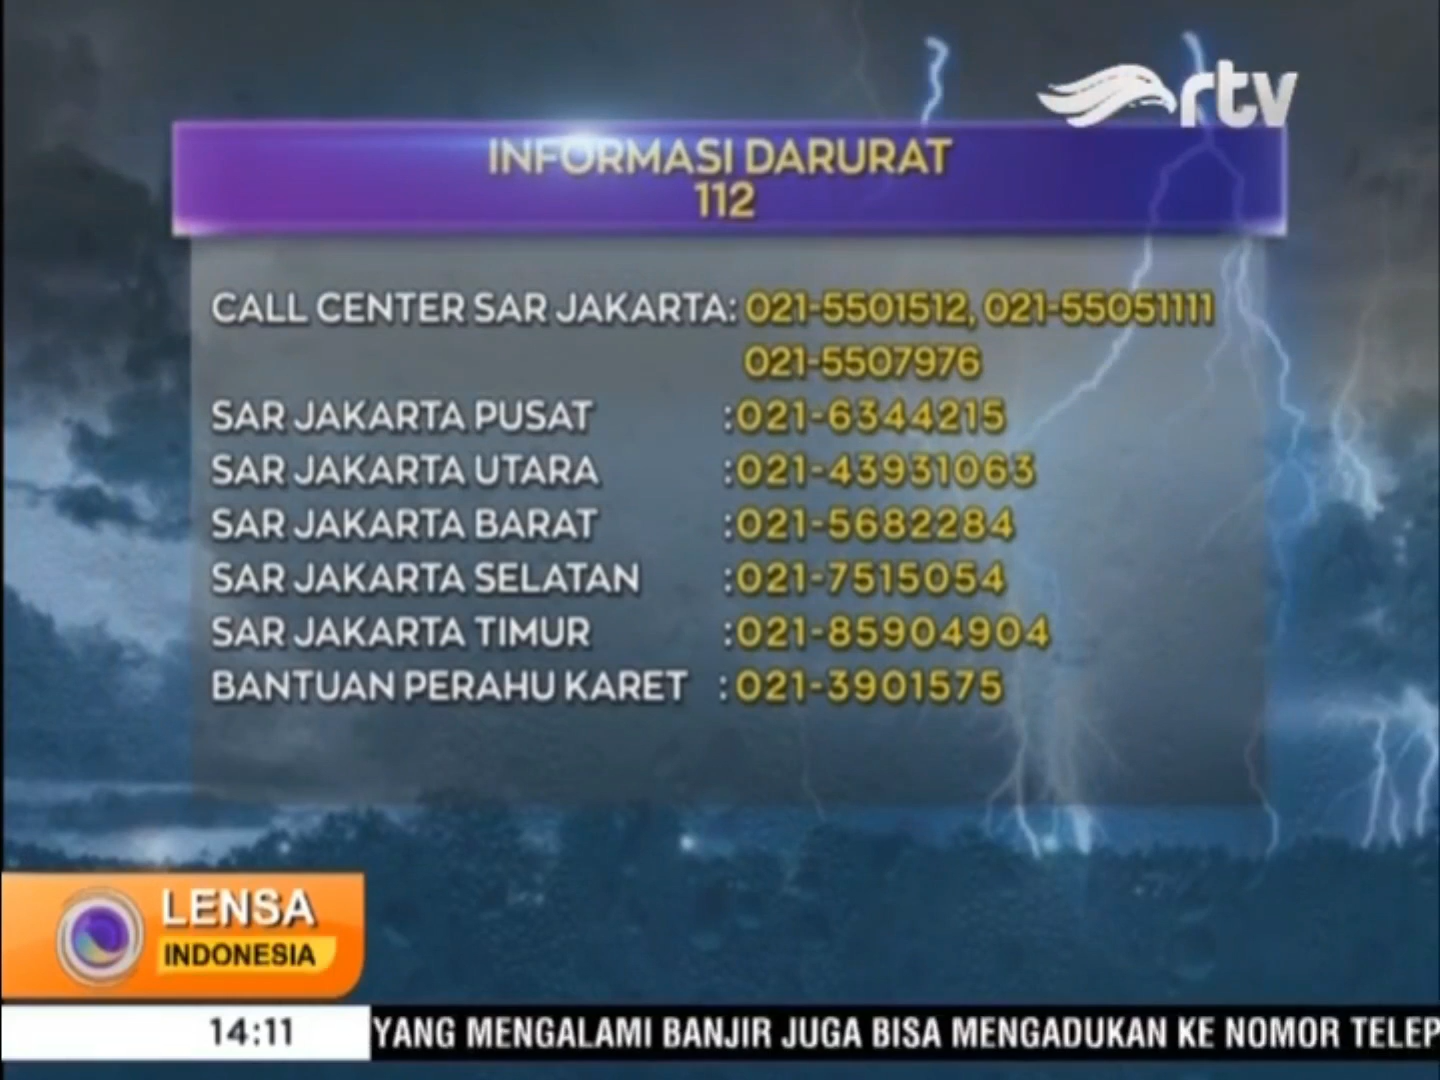 rtv
INFORMASI DARURAT
112
CALL CENTER SAR JAKARTA: 021-5501512, 021-55051111
021-5507976
SAR JAKARTA PUSAT :021-6344215
SAR JAKARTA UTARA :021-43931063
SAR JAKARTA BARAT :021-5682284
SAR JAKARTA SELATAN :021-7515054
SAR JAKARTA TIMUR :021-85904904
BANTUAN PERAHU KARET :021-3901575
LENSA
INDONESIA
14:11 YANG MENGALAMI BANJIR JUGA BISA MENGADUKAN KE NOMOR TELEP